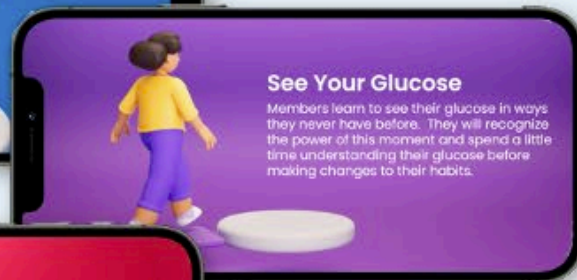 See Your Glucose
Members learn to see their glucose in ways
they never have before. They will recognize
the power of this moment and spend a little
time understanding their glucose before
making changes to their habits.